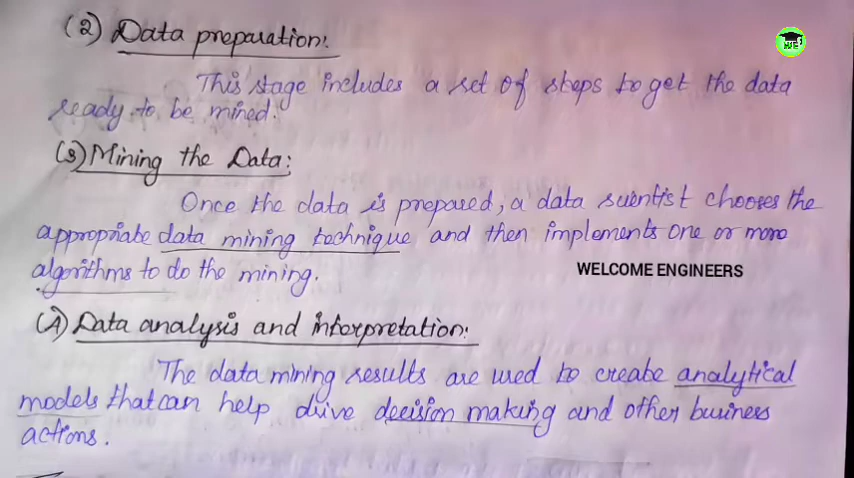 (2) Data preparation:
This stage includes a set of steps to get the data
ready to be mined.
(3) Mining the Data:
Once the data is prepared, a data scientist chooses the
appropriate data mining technique and then implements one or more
algorithms to do the mining.
WELCOME ENGINEERS
(4) Data analysis and interpretation:
The data mining results are used to create analytical
models that can help drive decision making and other business
actions.